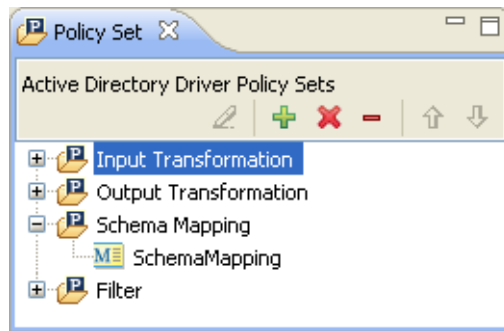 Policy Set
Active Directory Driver Policy Sets
Input Transformation
Output Transformation
Schema Mapping
SchemaMapping
Filter